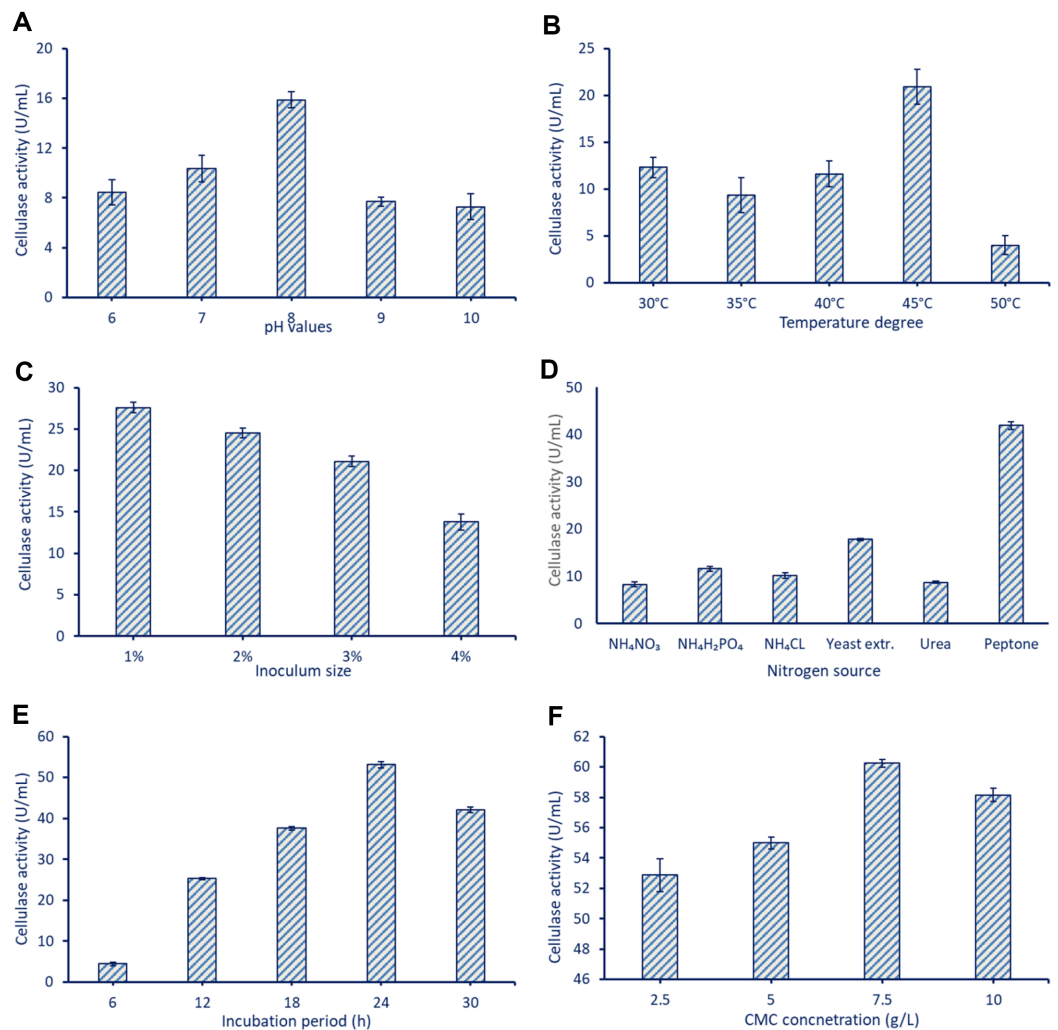 A
Cellulase activity (U/mL)
20
16
12
8
4
0
6 7 8 9 10
pH values
B
Cellulase activity (U/mL)
25
20
15
10
5
0
30°C 35°C 40°C 45°C 50°C
Temperature degree
C
Cellulase activity (U/mL)
30
25
20
15
10
5
0
1% 2% 3% 4%
Inoculum size
D
Cellulase activity (U/mL)
50
40
30
20
10
0
NH₄NO₃ NH₄H₂PO₄ NH₄CL Yeast extr. Urea Peptone
Nitrogen source
E
Cellulase activity (U/mL)
60
50
40
30
20
10
0
6 12 18 24 30
Incubation period (h)
F
Cellulase activity (U/mL)
62
60
58
56
54
52
50
48
46
2.5 5 7.5 10
CMC concnetration (g/L)